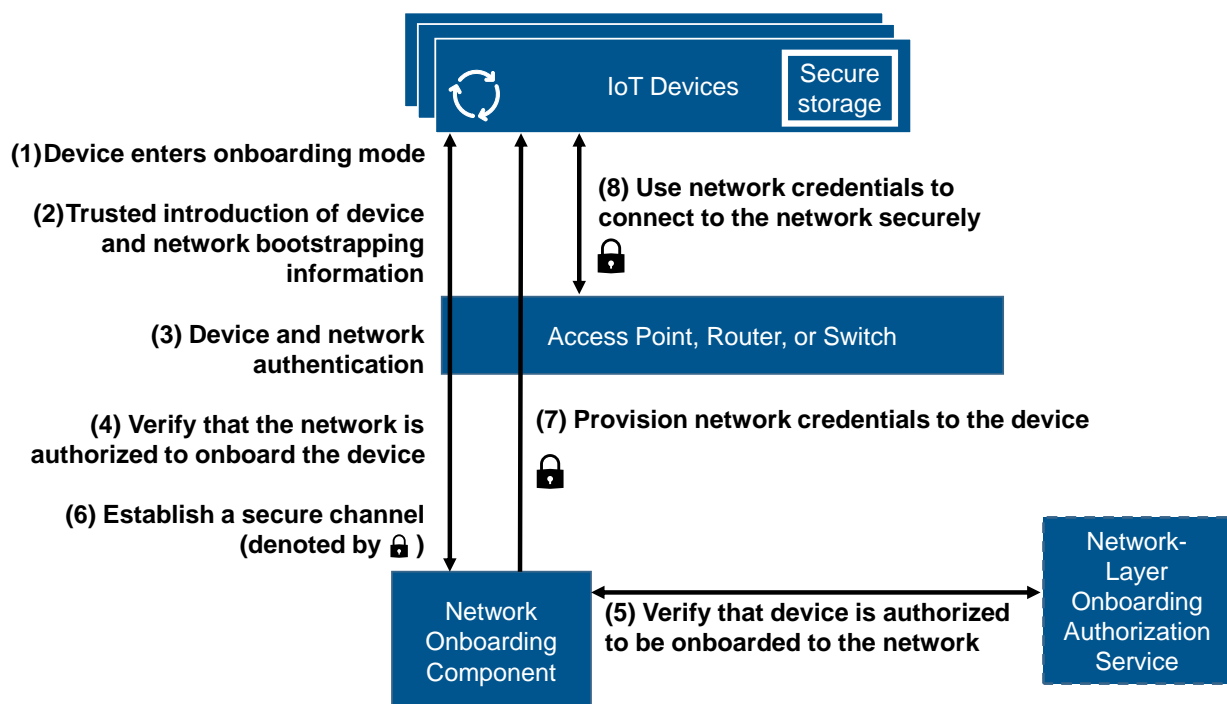 IoT Devices
Secure
storage
(1)Device enters onboarding mode
(2)Trusted introduction of device
and network bootstrapping
information
(8) Use network credentials to
connect to the network securely
(3) Device and network
authentication
Access Point, Router, or Switch
(4) Verify that the network is
authorized to onboard the device
(7) Provision network credentials to the device
(6) Establish a secure channel
(denoted by )
Network
Onboarding
Component
(5) Verify that device is authorized
to be onboarded to the network
Network-
Layer
Onboarding
Authorization
Service